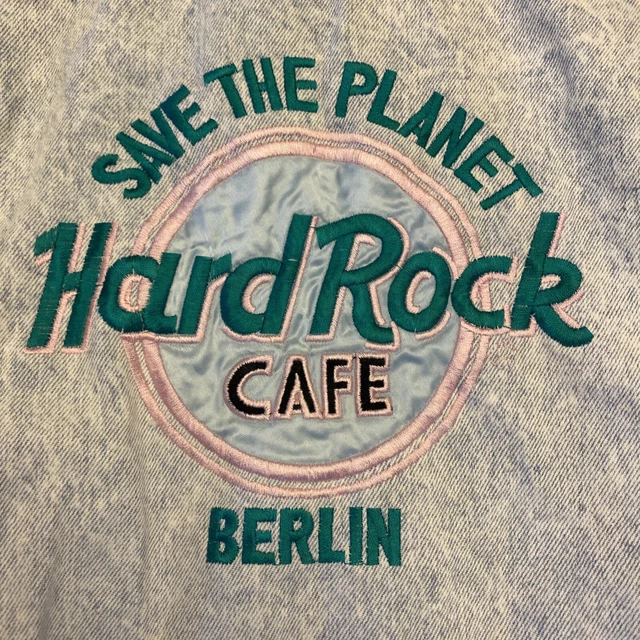 SAVE THE PLANET
Hard Rock
CAFE
BERLIN